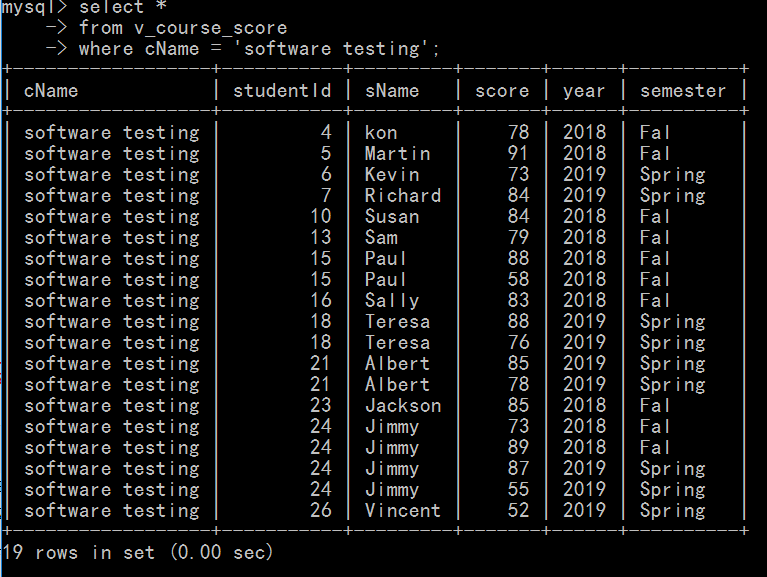 mysql> select *
    -> from v_course_score
    -> where cName = 'software testing';
+------------------+-----------+---------+-------+------+----------+
| cName            | studentId | sName   | score | year | semester |
+------------------+-----------+---------+-------+------+----------+
| software testing |         4 | kon     |    78 | 2018 | Fal      |
| software testing |         5 | Martin  |    91 | 2018 | Fal      |
| software testing |         6 | Kevin   |    73 | 2019 | Spring   |
| software testing |         7 | Richard |    84 | 2019 | Spring   |
| software testing |        10 | Susan   |    84 | 2018 | Fal      |
| software testing |        13 | Sam     |    79 | 2018 | Fal      |
| software testing |        15 | Paul    |    88 | 2018 | Fal      |
| software testing |        15 | Paul    |    58 | 2018 | Fal      |
| software testing |        16 | Sally   |    83 | 2018 | Fal      |
| software testing |        18 | Teresa  |    88 | 2019 | Spring   |
| software testing |        18 | Teresa  |    76 | 2019 | Spring   |
| software testing |        21 | Albert  |    85 | 2019 | Spring   |
| software testing |        21 | Albert  |    78 | 2019 | Spring   |
| software testing |        23 | Jackson |    85 | 2018 | Fal      |
| software testing |        24 | Jimmy   |    73 | 2018 | Fal      |
| software testing |        24 | Jimmy   |    89 | 2018 | Fal      |
| software testing |        24 | Jimmy   |    87 | 2019 | Spring   |
| software testing |        24 | Jimmy   |    55 | 2019 | Spring   |
| software testing |        26 | Vincent |    52 | 2019 | Spring   |
+------------------+-----------+---------+-------+------+----------+
19 rows in set (0.00 sec)